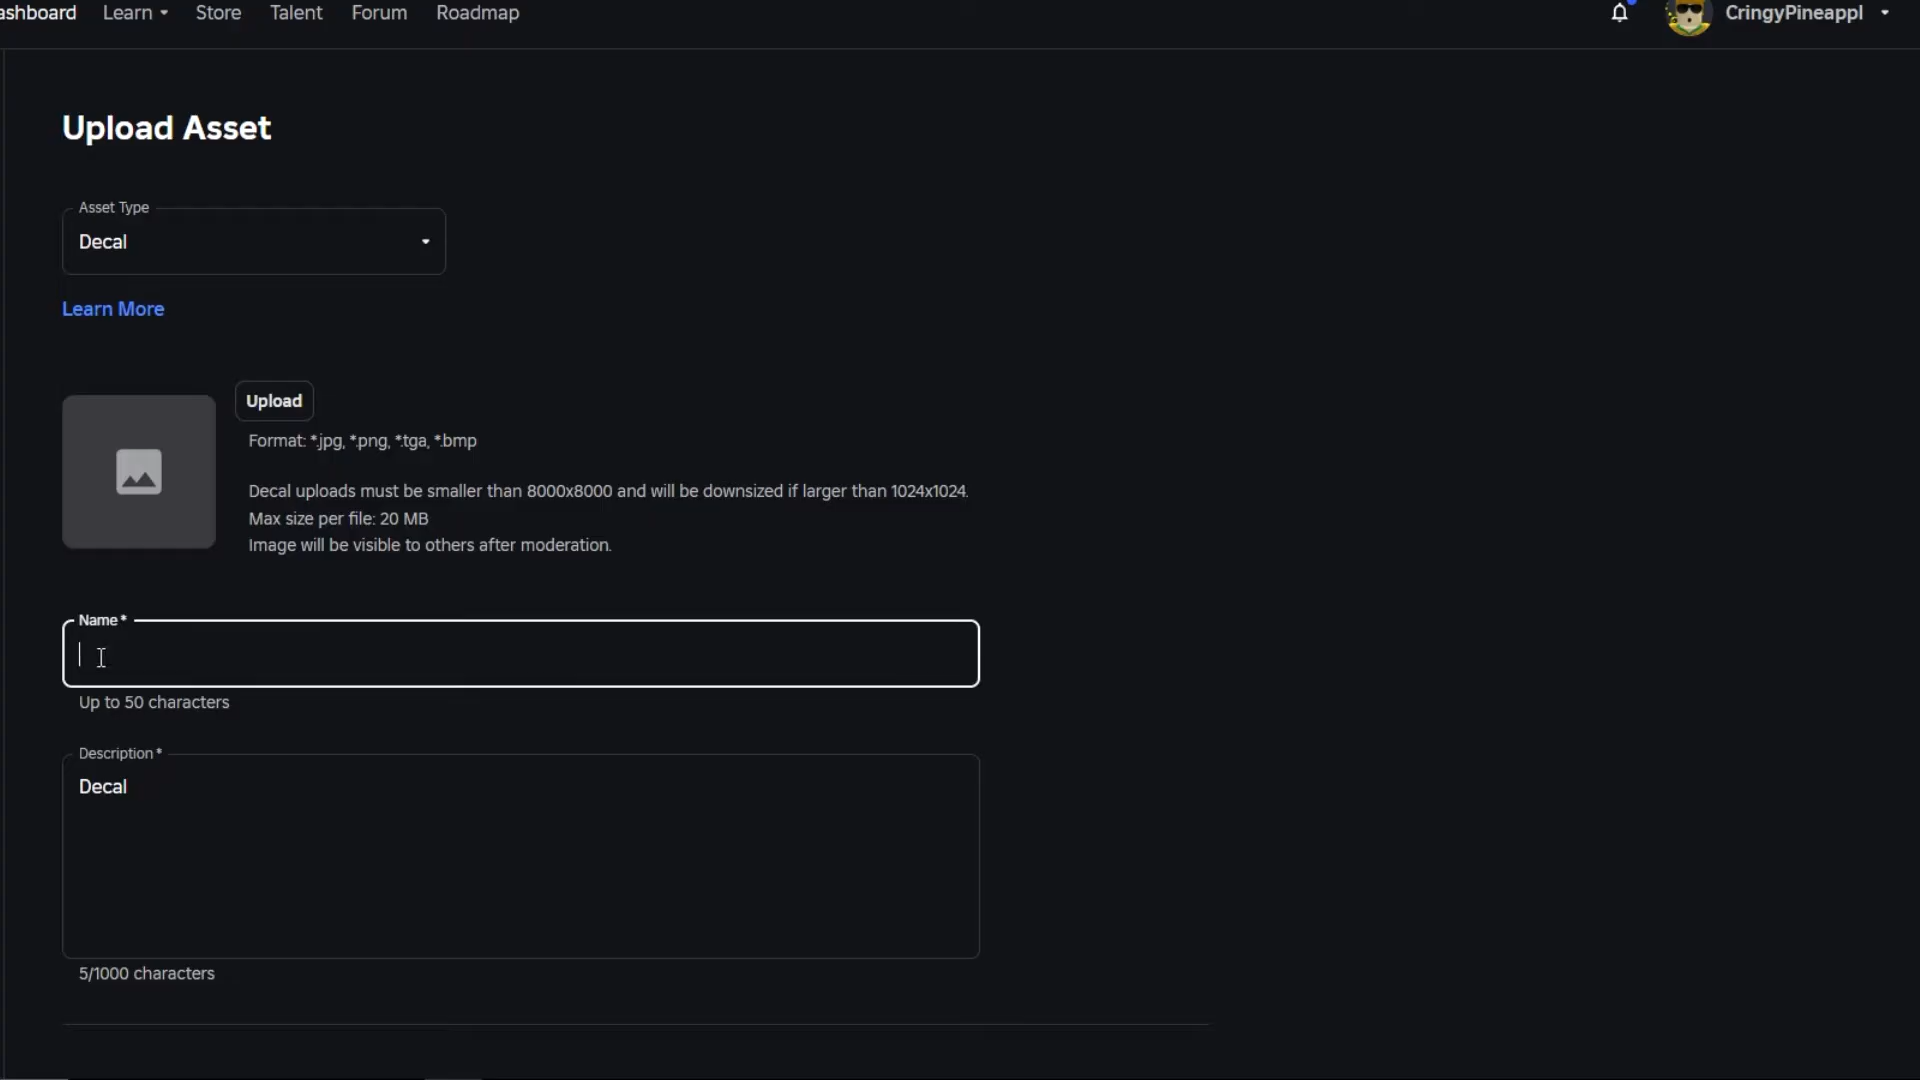 ashboard Learn Store Talent Forum Roadmap CringyPineappl
Upload Asset
Asset Type
Decal
Learn More
Upload
Format: *.jpg, *.png, *.tga, *.bmp
Decal uploads must be smaller than 8000x8000 and will be downsized if larger than 1024x1024.
Max size per file: 20 MB
Image will be visible to others after moderation.
Name*
Up to 50 characters
Description*
Decal
5/1000 characters